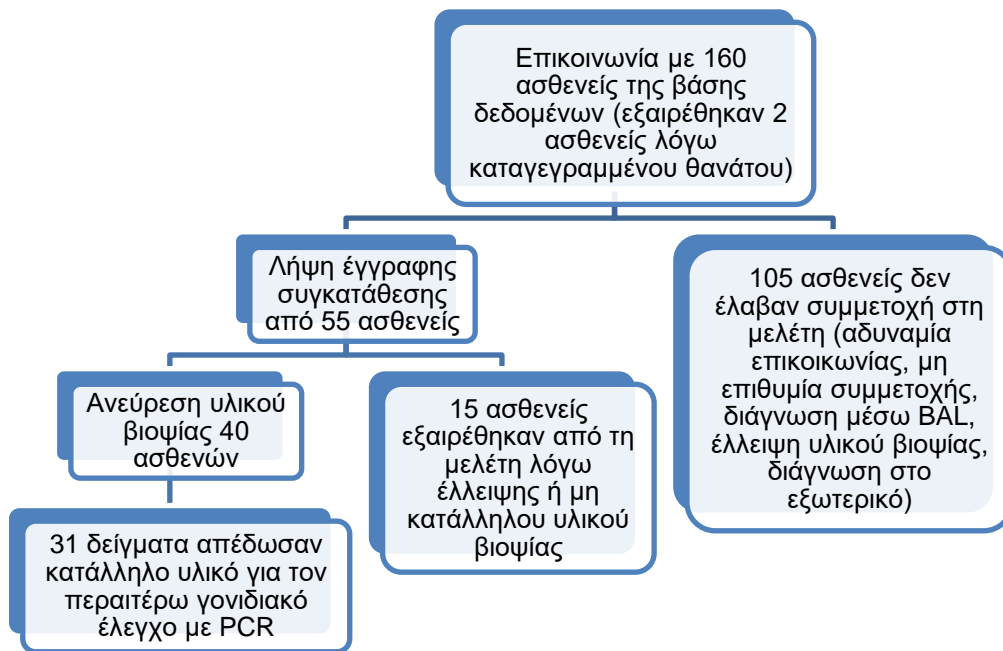 Επικοινωνία με 160
ασθενείς της βάσης
δεδομένων (εξαιρέθηκαν 2
ασθενείς λόγω
καταγεγραμμένου θανάτου)
Λήψη έγγραφης
συγκατάθεσης
από 55 ασθενείς
105 ασθενείς δεν
έλαβαν συμμετοχή στη
μελέτη (αδυναμία
επικοικωνίας, μη
επιθυμία συμμετοχής,
διάγνωση μέσω BAL,
έλλειψη υλικού βιοψίας,
διάγνωση στο
εξωτερικό)
Ανεύρεση υλικού
βιοψίας 40
ασθενών
15 ασθενείς
εξαιρέθηκαν από τη
μελέτη λόγω
έλλειψης ή μη
κατάλληλου υλικού
βιοψίας
31 δείγματα απέδωσαν
κατάλληλο υλικό για τον
περαιτέρω γονιδιακό
έλεγχο με PCR